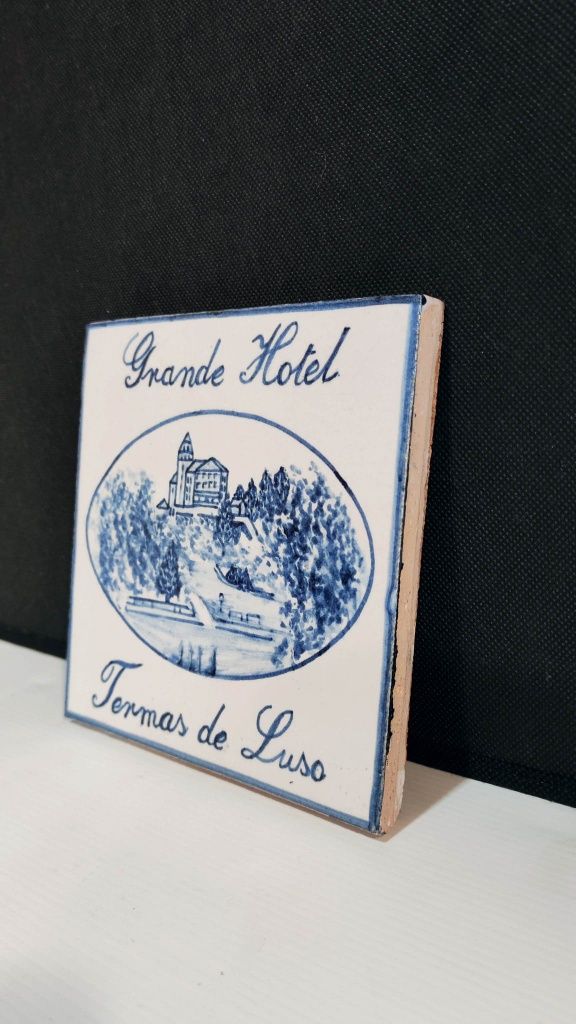 Grande Hotel
Termas de Luso